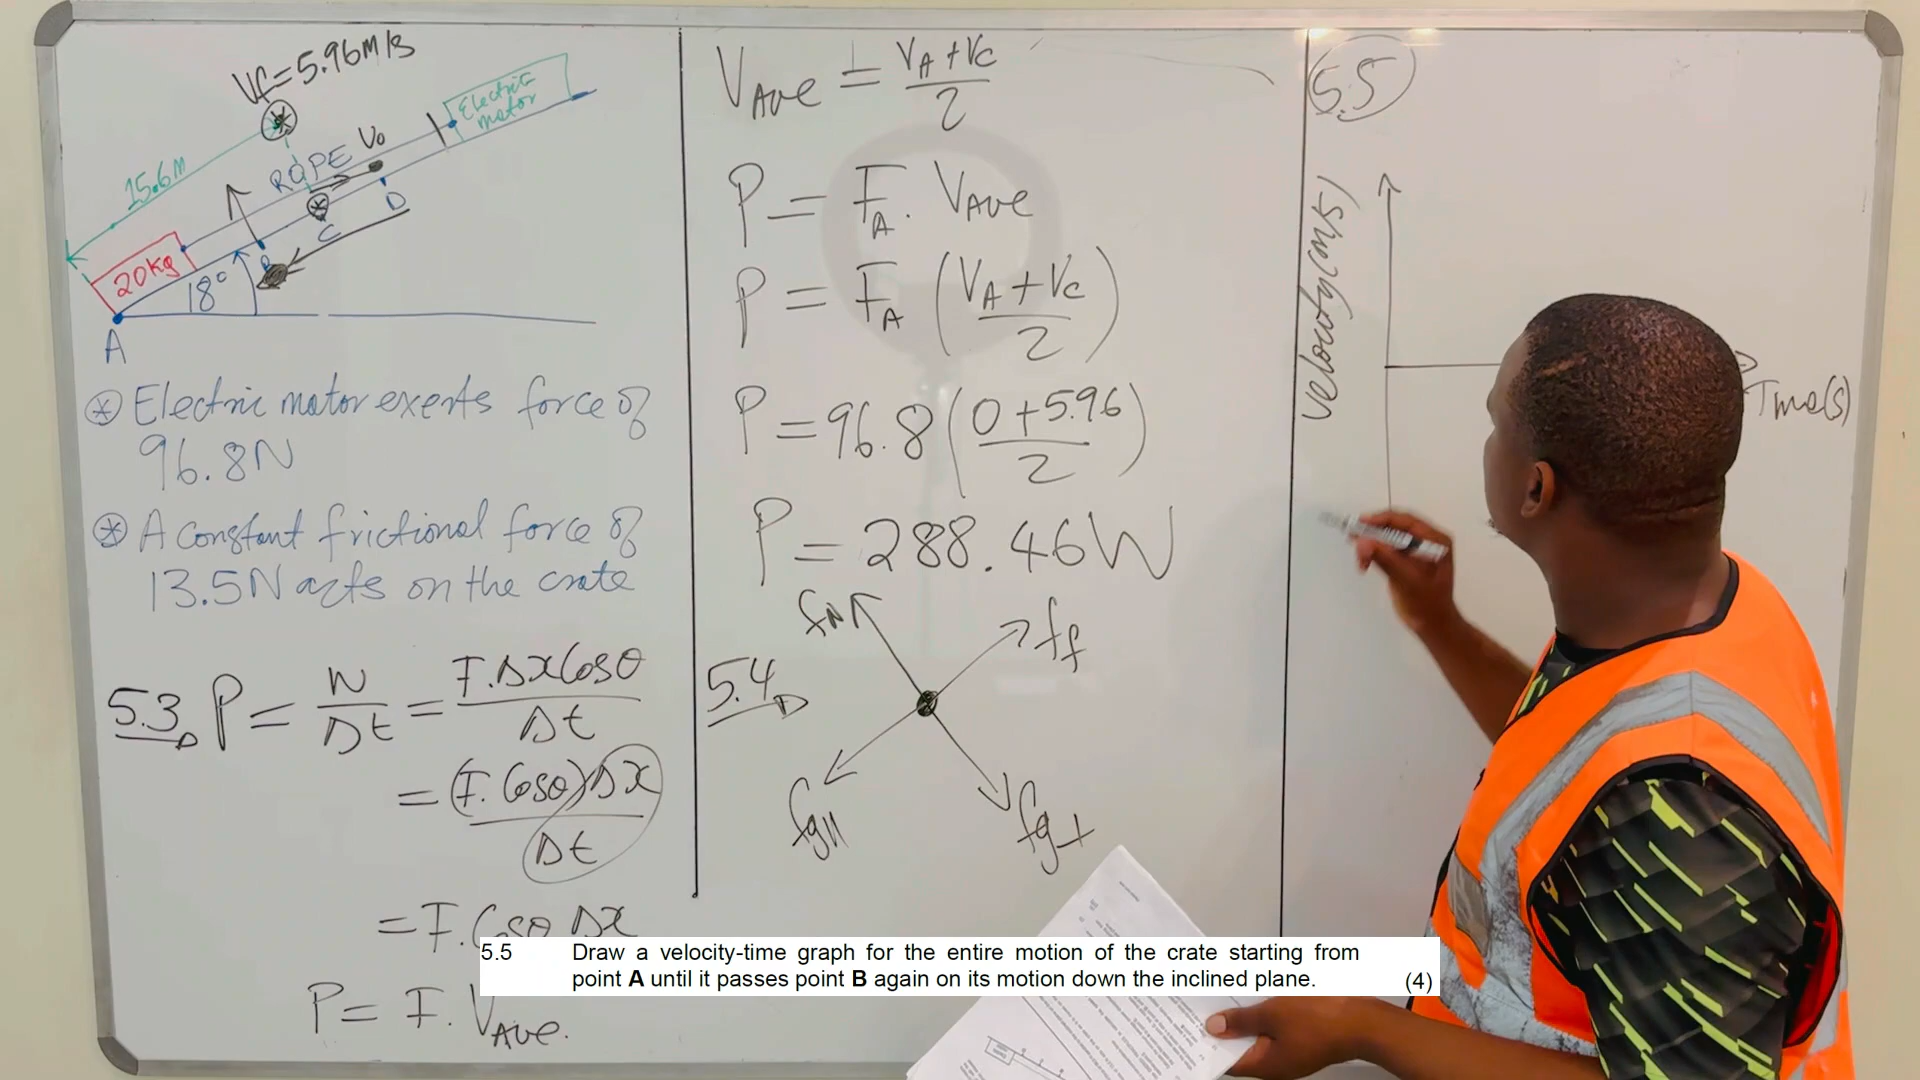 Vf=5.96M/s
Electric
motor
15.6M
ROPE
Vo
D
C
B
20Kg
18°
A
⊛ Electric motor exerts force of
96.8N
⊛ A constant frictional force of
13.5N acts on the crate
5.3 P = W/Δt = F.ΔxCosθ/Δt
= (F.Cosθ)Δx/Δt
= F.Cosθ Δx
P = F.VAve.
VAve = VA+VC/2
P = FA. VAve
P = FA (VA+VC/2)
P = 96.8(0+5.96/2)
P = 288.46W
5.4
fN
ff
fg||
fg⊥
5.5
Velocity(m/s)
Time(s)
5.5 Draw a velocity-time graph for the entire motion of the crate starting from
point A until it passes point B again on its motion down the inclined plane. (4)